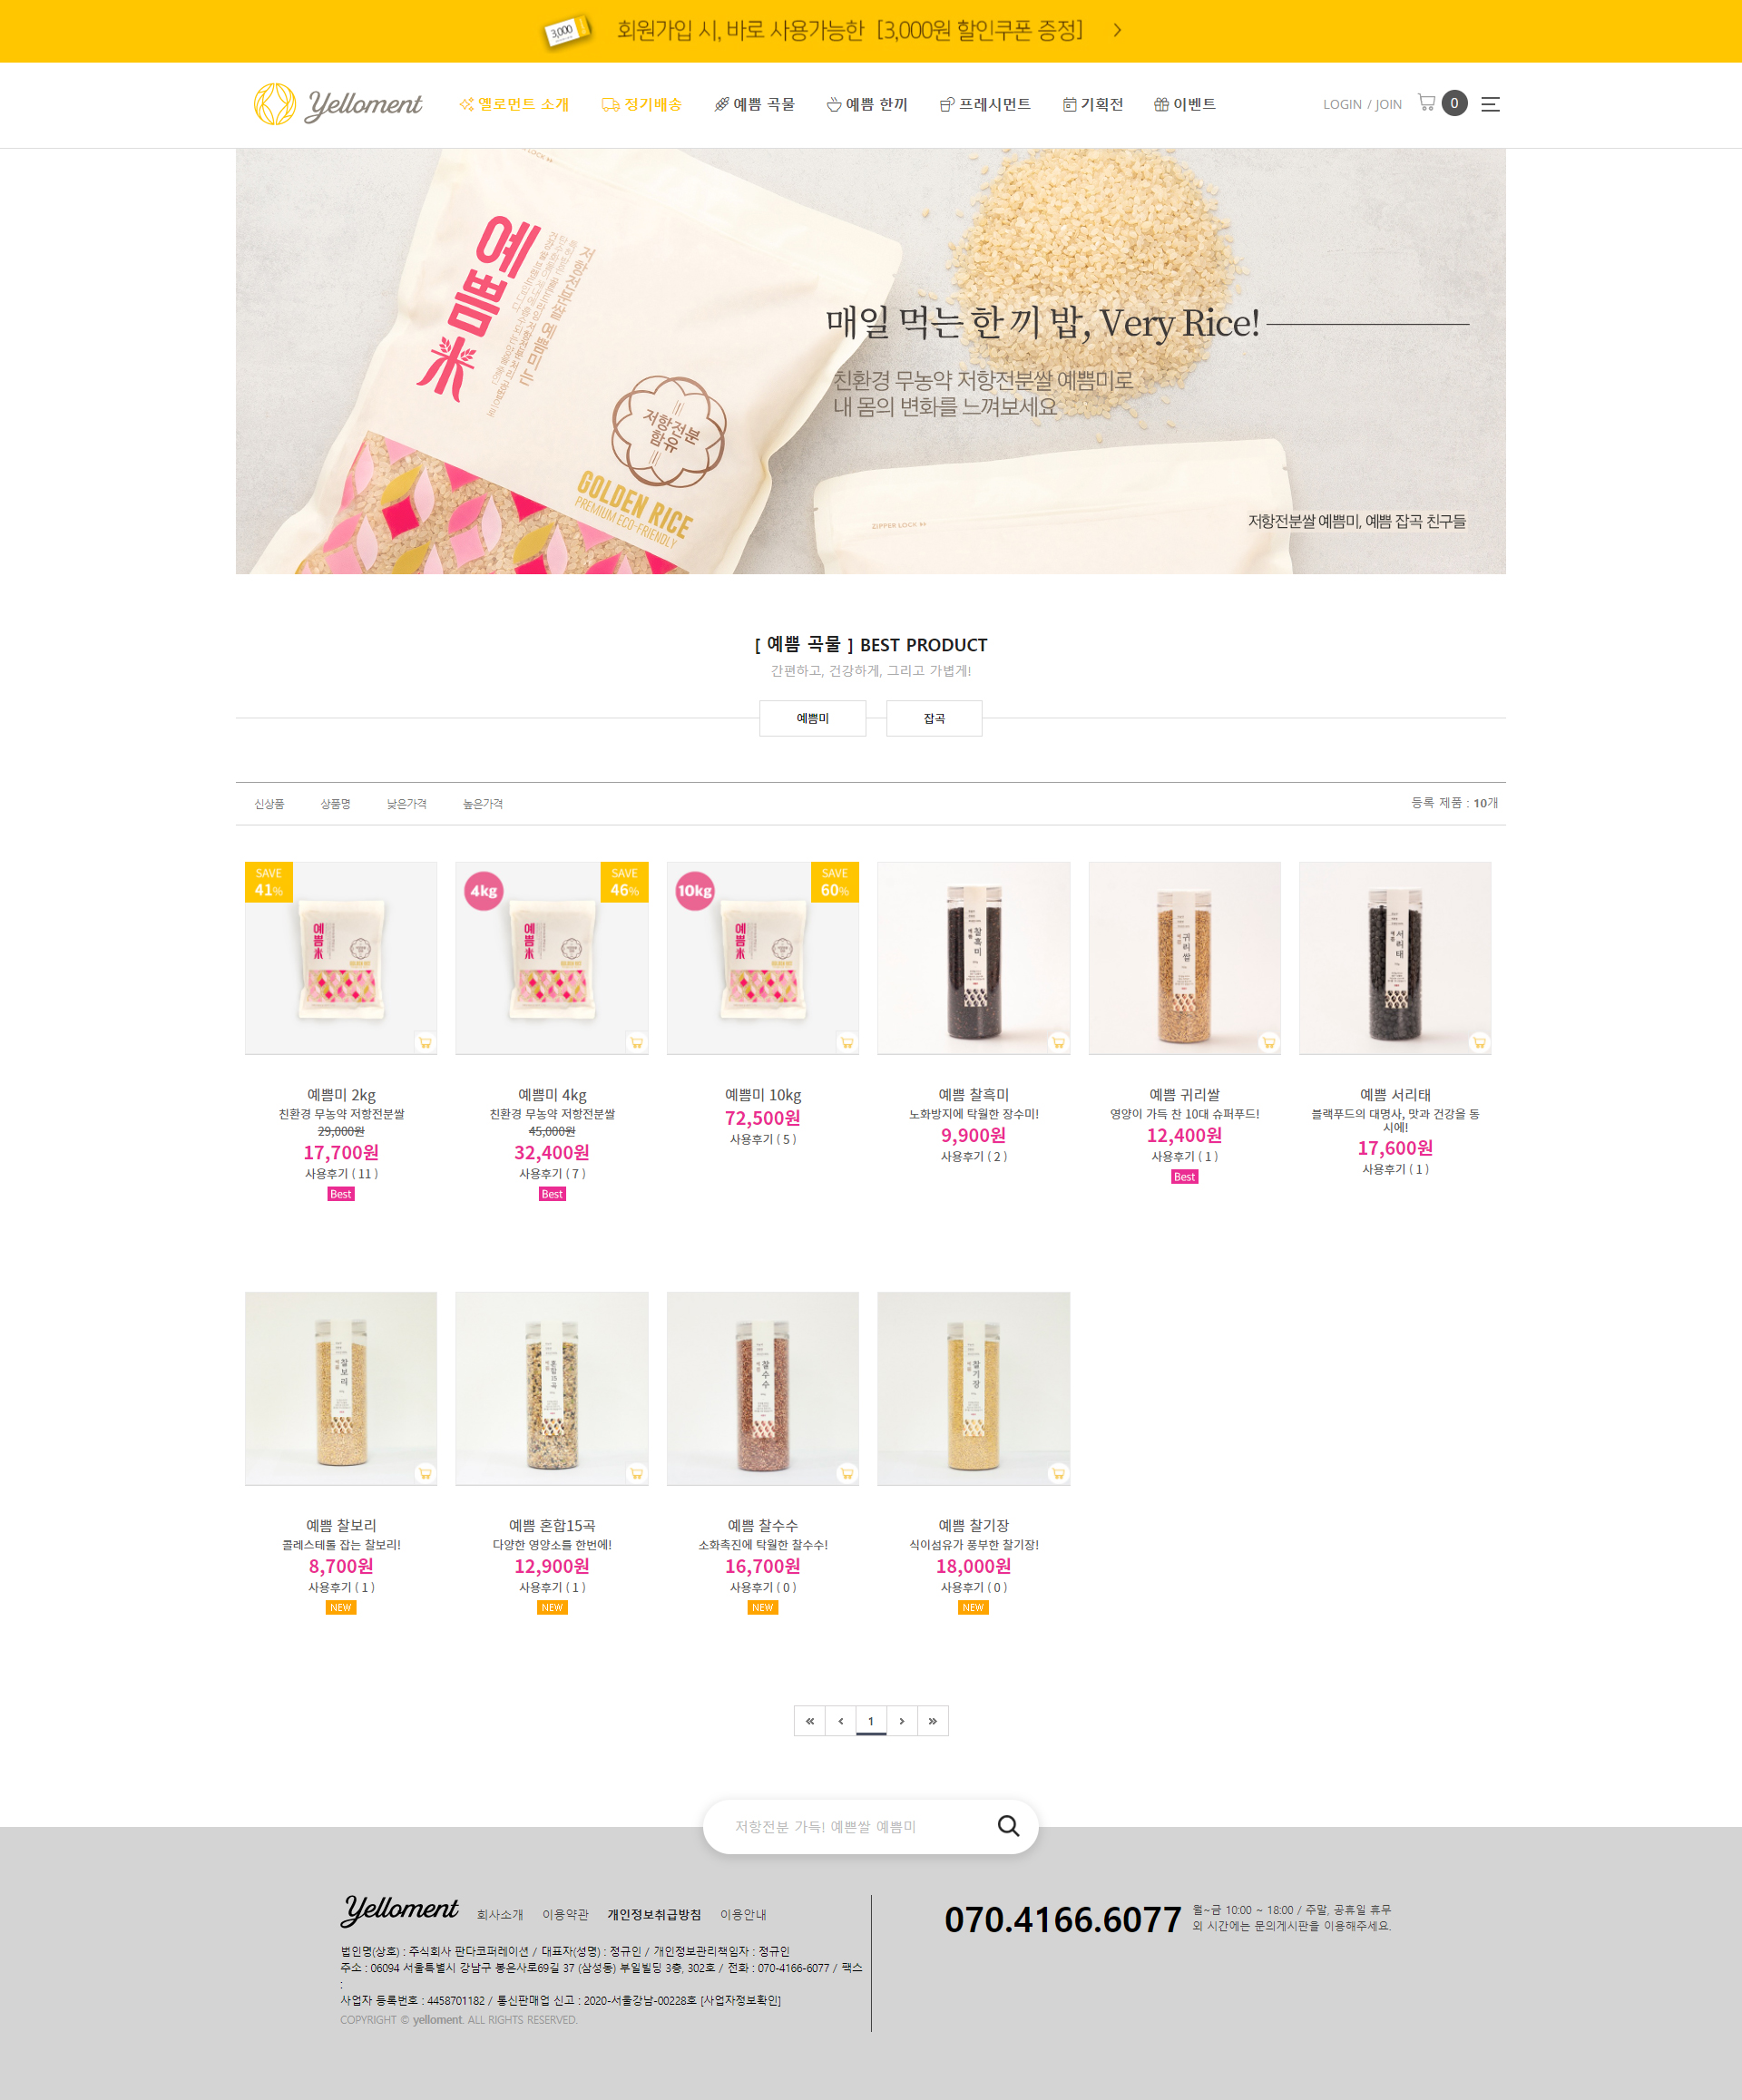 3,000
회원가입 시, 바로 사용가능한 [3,000원 할인쿠폰 증정]
Yelloment
옐로먼트 소개
정기배송
예쁨 곡물
예쁨 한끼
프레시먼트
기획전
이벤트
LOGIN / JOIN
0
예쁨米
저항전분
함유
GOLDEN RICE
PREMIUM ECO-FRIENDLY
매일 먹는 한 끼 밥, Very Rice!
친환경 무농약 저항전분쌀 예쁨미로
내 몸의 변화를 느껴보세요
ZIPPER LOCK
저항전분쌀 예쁨미, 예쁨 잡곡 친구들
[ 예쁨 곡물 ] BEST PRODUCT
간편하고, 건강하게, 그리고 가볍게!
예쁨미
잡곡
신상품
상품명
낮은가격
높은가격
등록 제품 : 10개
SAVE
41%
예쁨米
4kg
SAVE
46%
예쁨米
10kg
SAVE
60%
예쁨米
찰흑미
귀리쌀
서리태
예쁨미 2kg
친환경 무농약 저항전분쌀
29,000원
17,700원
사용후기 ( 11 )
Best
예쁨미 4kg
친환경 무농약 저항전분쌀
45,000원
32,400원
사용후기 ( 7 )
Best
예쁨미 10kg
72,500원
사용후기 ( 5 )
예쁨 찰흑미
노화방지에 탁월한 장수미!
9,900원
사용후기 ( 2 )
예쁨 귀리쌀
영양이 가득 찬 10대 슈퍼푸드!
12,400원
사용후기 ( 1 )
Best
예쁨 서리태
블랙푸드의 대명사, 맛과 건강을 동
시에!
17,600원
사용후기 ( 1 )
찰보리
혼합15곡
찰수수
찰기장
예쁨 찰보리
콜레스테롤 잡는 찰보리!
8,700원
사용후기 ( 1 )
NEW
예쁨 혼합15곡
다양한 영양소를 한번에!
12,900원
사용후기 ( 1 )
NEW
예쁨 찰수수
소화촉진에 탁월한 찰수수!
16,700원
사용후기 ( 0 )
NEW
예쁨 찰기장
식이섬유가 풍부한 찰기장!
18,000원
사용후기 ( 0 )
NEW
1
저항전분 가득! 예쁜쌀 예쁨미
Yelloment
회사소개
이용약관
개인정보취급방침
이용안내
법인명(상호) : 주식회사 판다코퍼레이션 / 대표자(성명) : 정규인 / 개인정보관리책임자 : 정규인
주소 : 06094 서울특별시 강남구 봉은사로69길 37 (삼성동) 부일빌딩 3층, 302호 / 전화 : 070-4166-6077 / 팩스
:
사업자 등록번호 : 4458701182 / 통신판매업 신고 : 2020-서울강남-00228호 [사업자정보확인]
COPYRIGHT © yelloment. ALL RIGHTS RESERVED.
070.4166.6077
월~금 10:00 ~ 18:00 / 주말, 공휴일 휴무
외 시간에는 문의게시판을 이용해주세요.